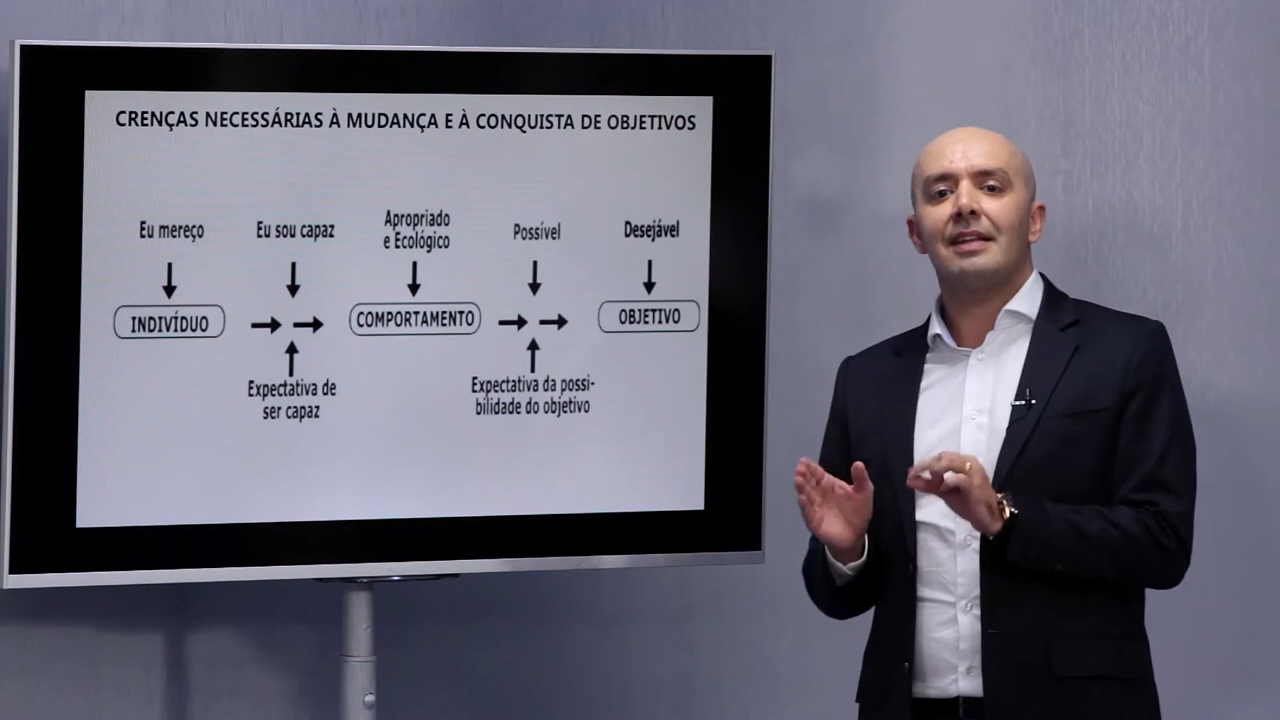 CRENÇAS NECESSÁRIAS À MUDANÇA E À CONQUISTA DE OBJETIVOS
Eu mereço
Eu sou capaz
Apropriado
e Ecológico
Possível
Desejável
INDIVÍDUO
COMPORTAMENTO
OBJETIVO
Expectativa de
ser capaz
Expectativa da possi-
bilidade do objetivo